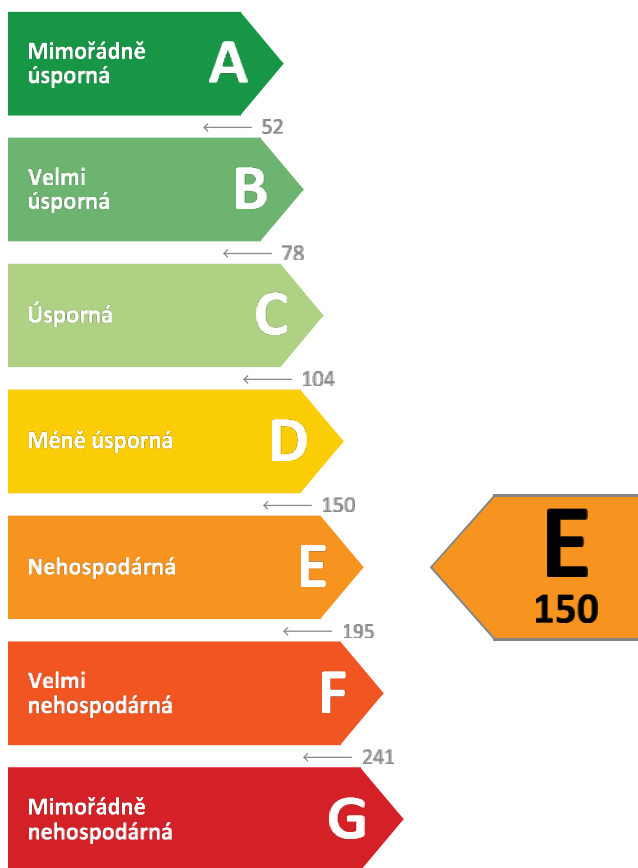 Mimořádně
úsporná
A
52
Velmi
úsporná
B
78
Úsporná
C
104
Méně úsporná
D
150
Nehospodárná
E
195
E
150
Velmi
nehospodárná
F
241
Mimořádně
nehospodárná
G